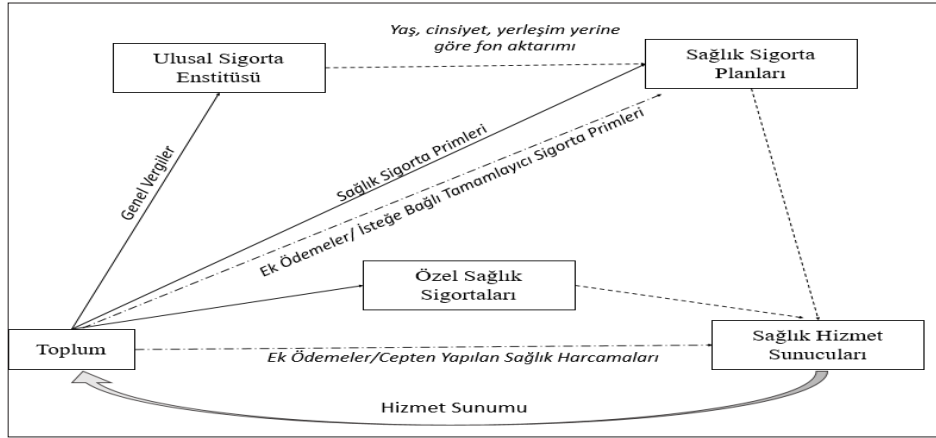 Yaş, cinsiyet, yerleşim yerine
göre fon aktarımı
Ulusal Sigorta
Enstitüsü
Sağlık Sigorta
Planları
Genel Vergiler
Sağlık Sigorta Primleri
Ek Ödemeler/ İsteğe Bağlı Tamamlayıcı Sigorta Primleri
Özel Sağlık
Sigortaları
Toplum
Ek Ödemeler/Cepten Yapılan Sağlık Harcamaları
Sağlık Hizmet
Sunucuları
Hizmet Sunumu